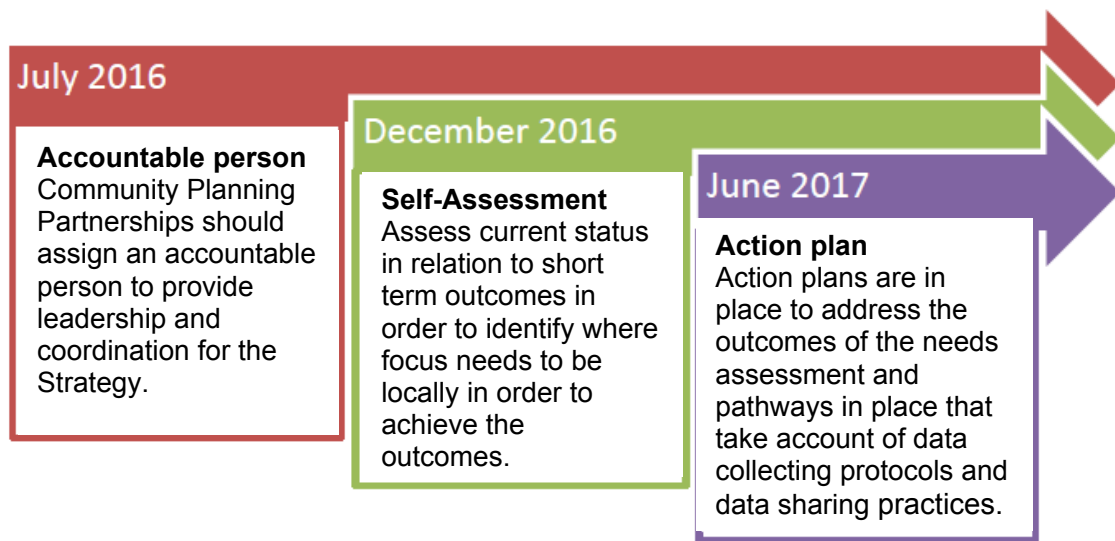 July 2016
Accountable person
Community Planning
Partnerships should
assign an accountable
person to provide
leadership and
coordination for the
Strategy.
December 2016
Self-Assessment
Assess current status
in relation to short
term outcomes in
order to identify where
focus needs to be
locally in order to
achieve the
outcomes.
June 2017
Action plan
Action plans are in
place to address the
outcomes of the needs
assessment and
pathways in place that
take account of data
collecting protocols and
data sharing practices.